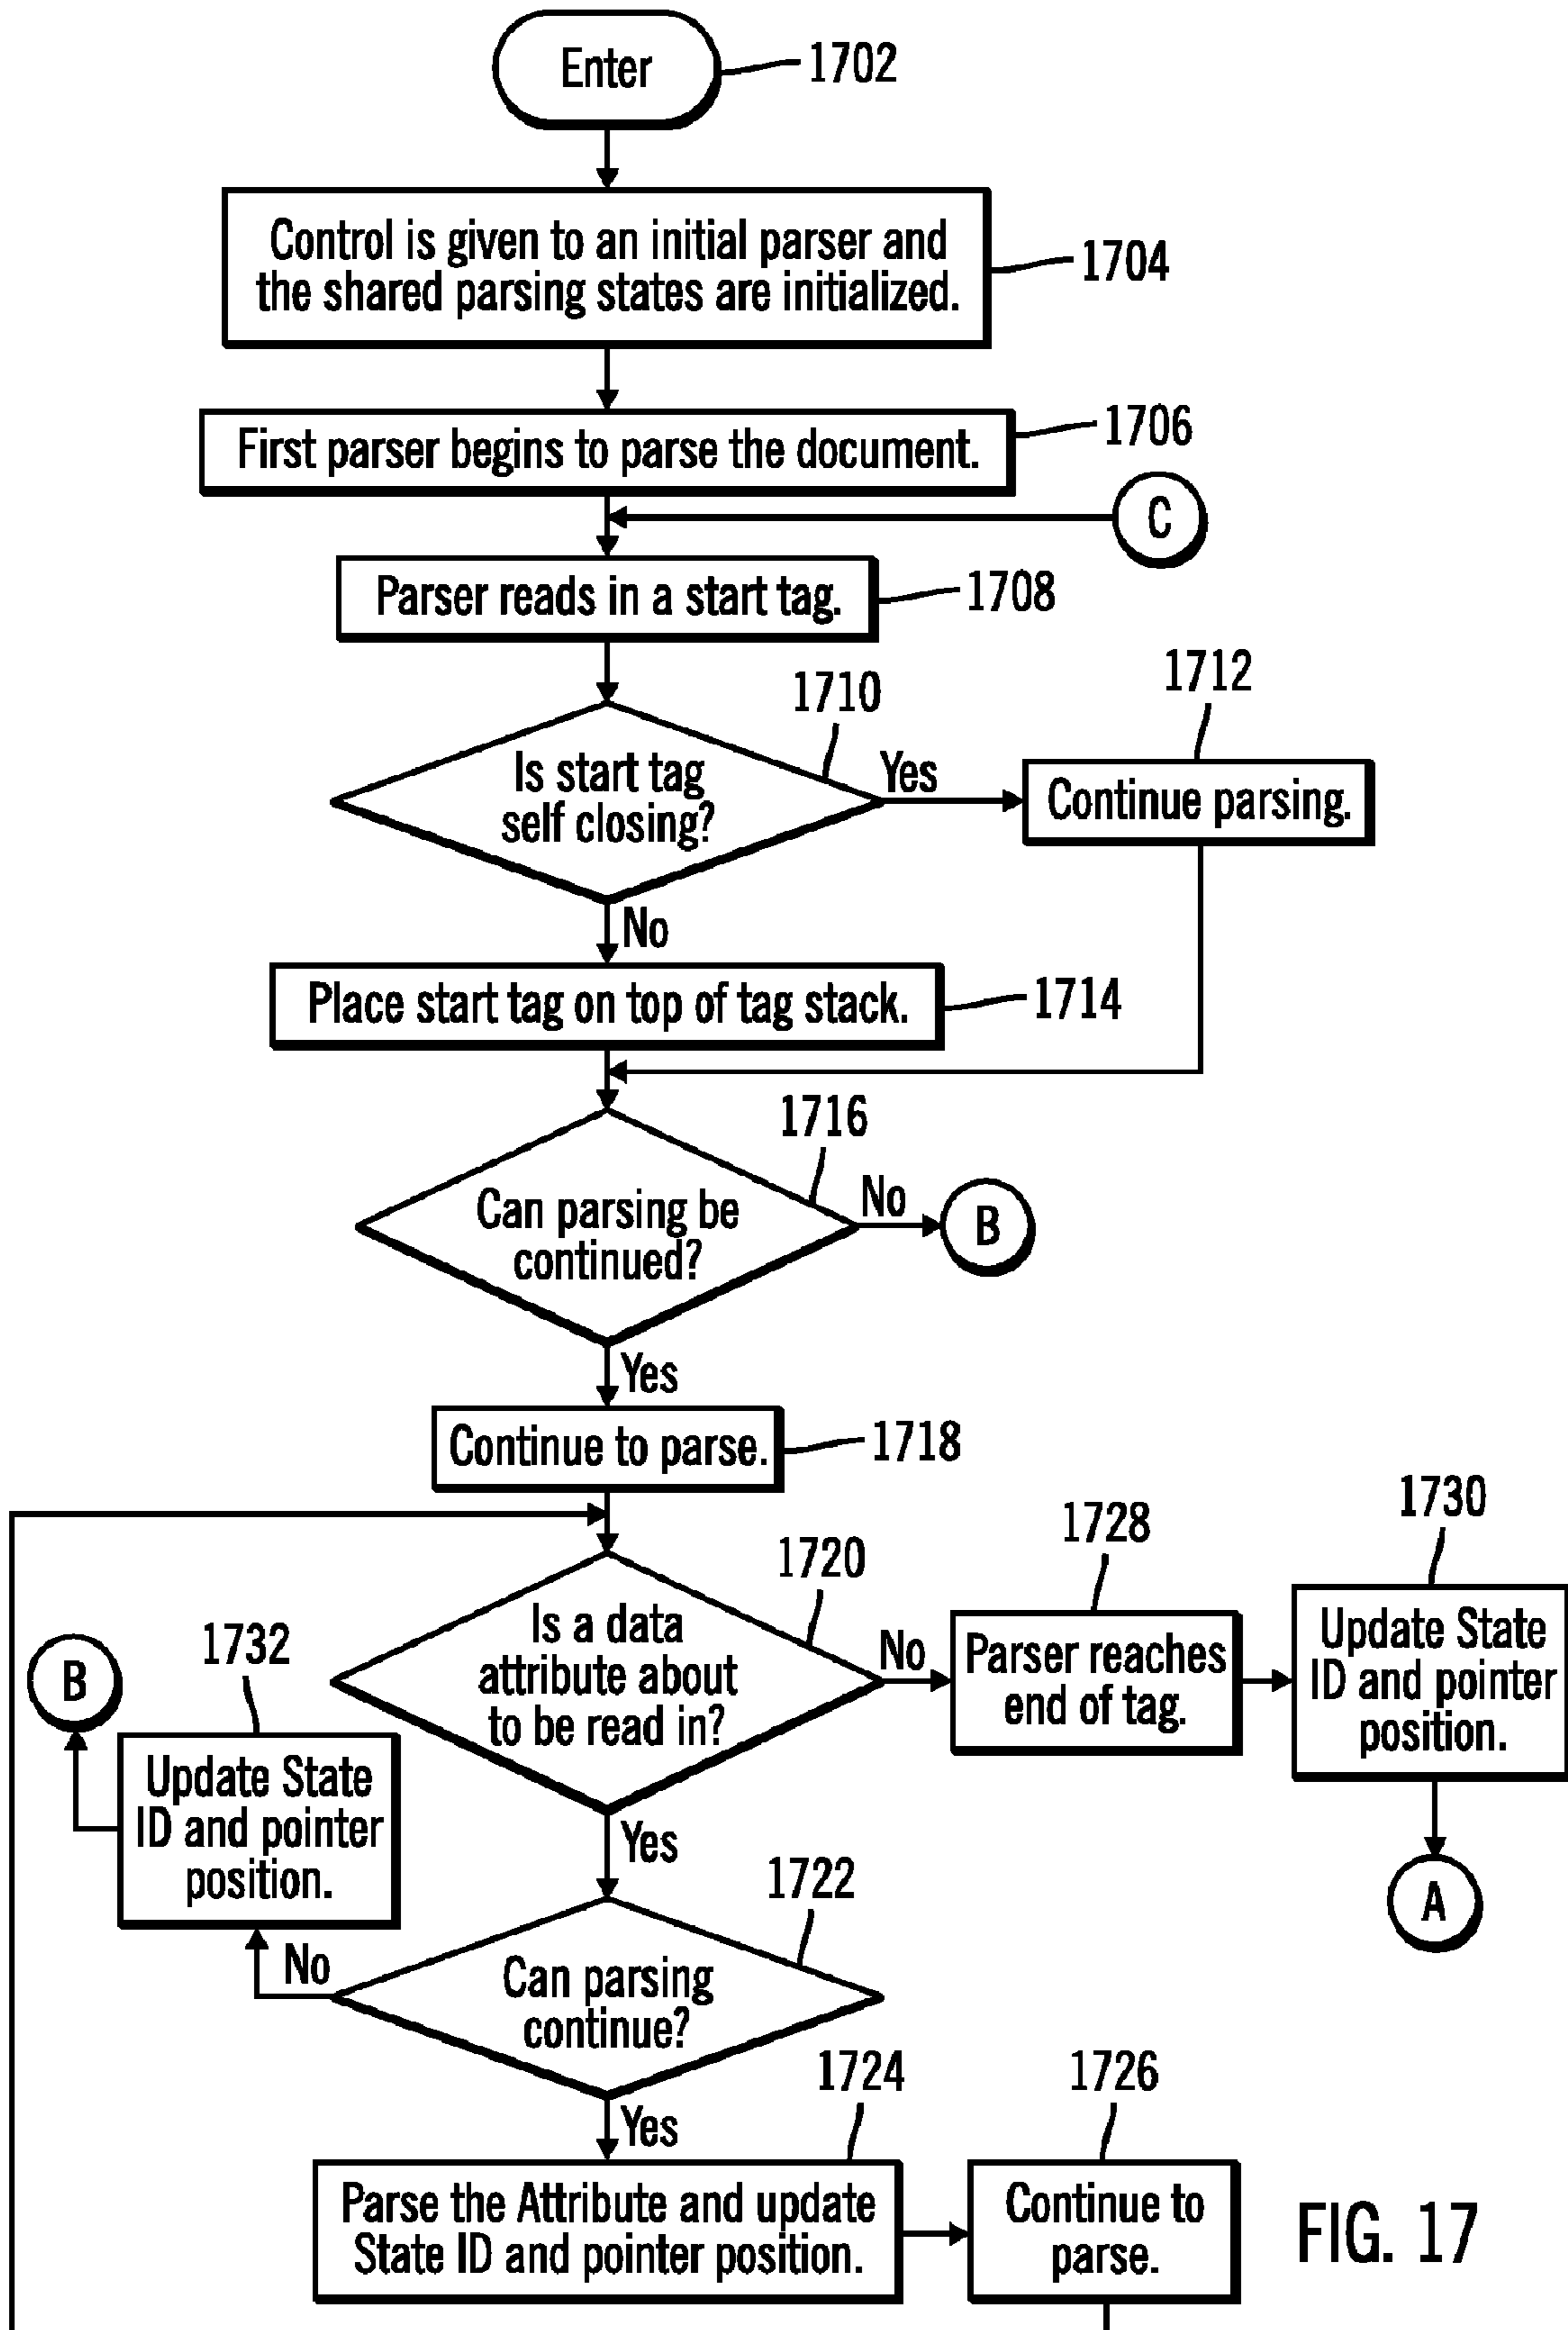 Enter
1702
Control is given to an initial parser and
the shared parsing states are initialized.
1704
First parser begins to parse the document.
1706
C
Parser reads in a start tag.
1708
1710
Is start tag
self closing?
Yes
1712
Continue parsing.
No
Place start tag on top of tag stack.
1714
1716
Can parsing be
continued?
No
B
Yes
Continue to parse.
1718
1720
Is a data
attribute about
to be read in?
No
1728
Parser reaches
end of tag.
1730
Update State
ID and pointer
position.
A
B
1732
Update State
ID and pointer
position.
Yes
1722
Can parsing
continue?
No
Yes
1724
Parse the Attribute and update
State ID and pointer position.
1726
Continue to
parse.
FIG. 17